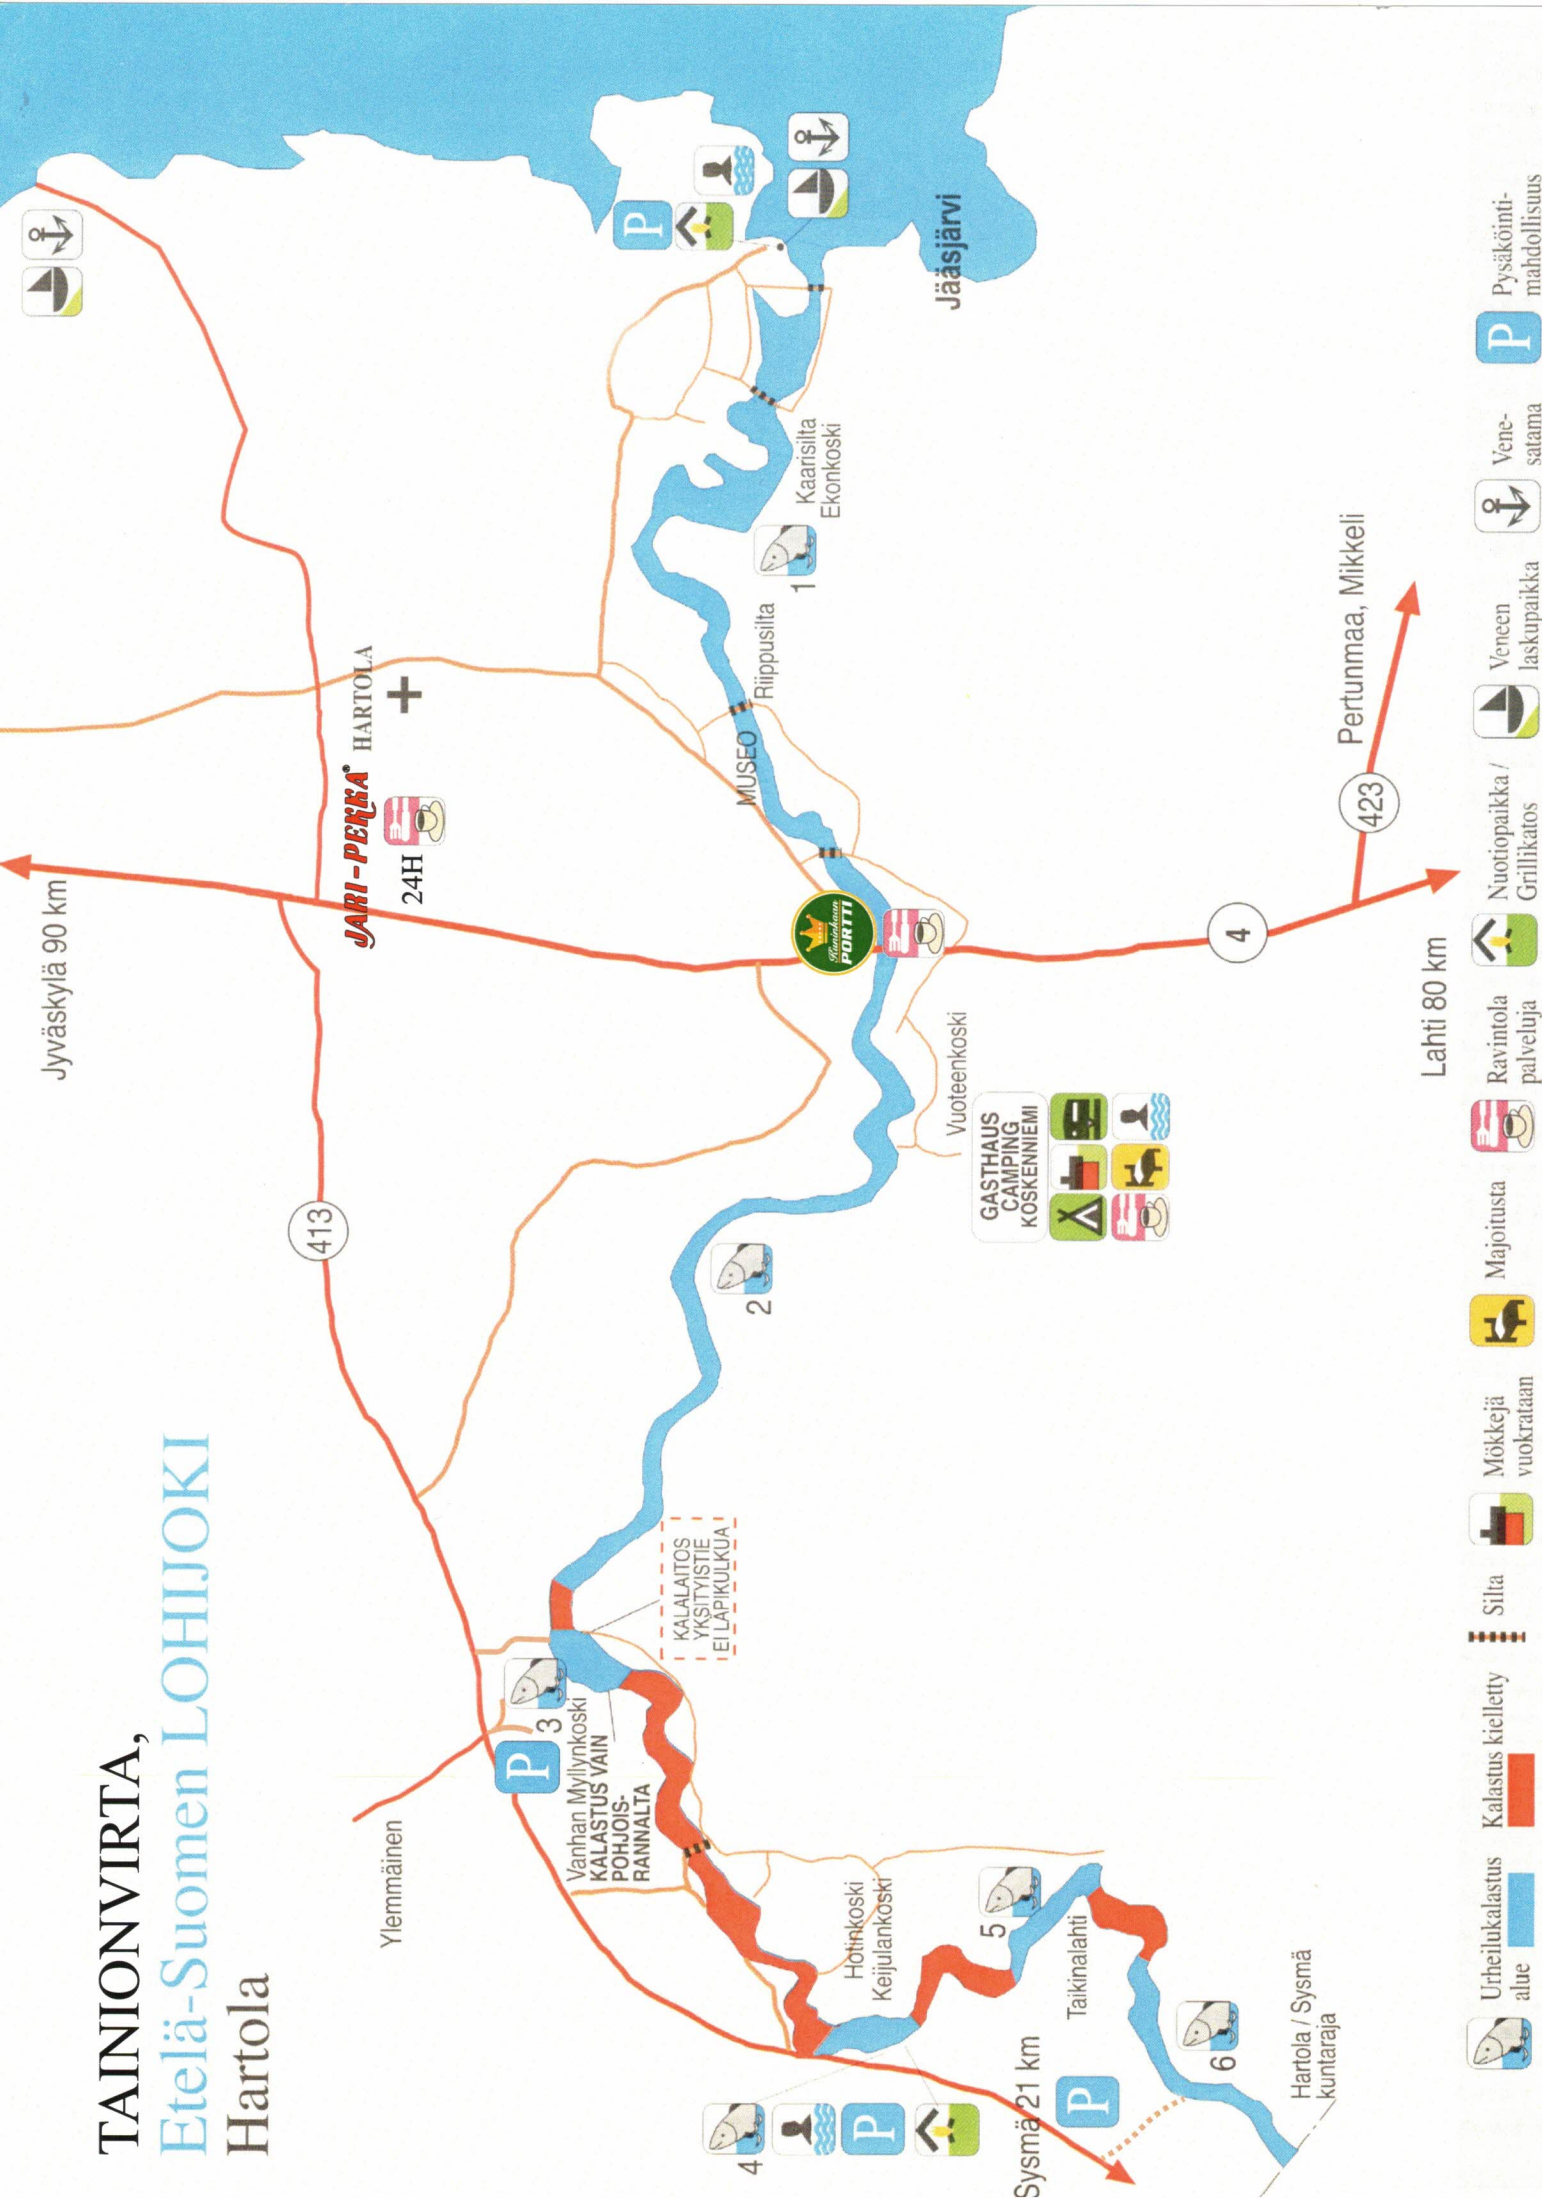 TAINIONVIRTA,
Etelä-Suomen LOHIJOKI
Hartola
Jyväskylä 90 km
413
JARI-PEKKA®
HARTOLA
24H
Ylemmäinen
P
3
Vanhan Myllynkoski
KALASTUS VAIN
POHJOIS-
RANNALTA
KALALAITOS
YKSITYISTIE
EI LÄPIKULKUA
2
MUSEO
Riippusilta
1
Kaarisilta
Ekonkoski
P
Jääsjärvi
Kuninkaan
PORTTI
Vuoteenkoski
GASTHAUS
CAMPING
KOSKENNIEMI
4
P
Hotinkoski
Keijulankoski
5
Taikinalahti
Sysmä 21 km
P
6
Hartola / Sysmä
kuntaraja
4
423
Pertunmaa, Mikkeli
Lahti 80 km
Urheilukalastus
alue
Kalastus kielletty
Silta
Mökkejä
vuokrataan
Majoitusta
Ravintola
palveluja
Nuotiopaikka /
Grillikatos
Veneen
laskupaikka
Vene-
satama
P
Pysäköinti-
mahdollisuus